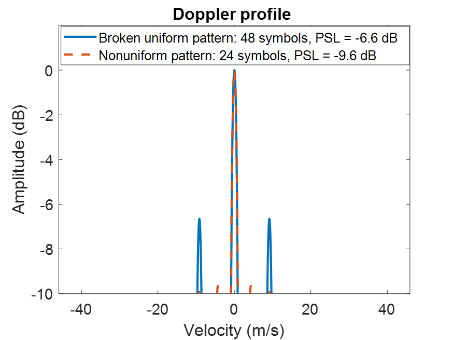 Doppler profile
Broken uniform pattern: 48 symbols, PSL = -6.6 dB
Nonuniform pattern: 24 symbols, PSL = -9.6 dB
Amplitude (dB)
0
-2
-4
-6
-8
-10
-40
-20
0
20
40
Velocity (m/s)